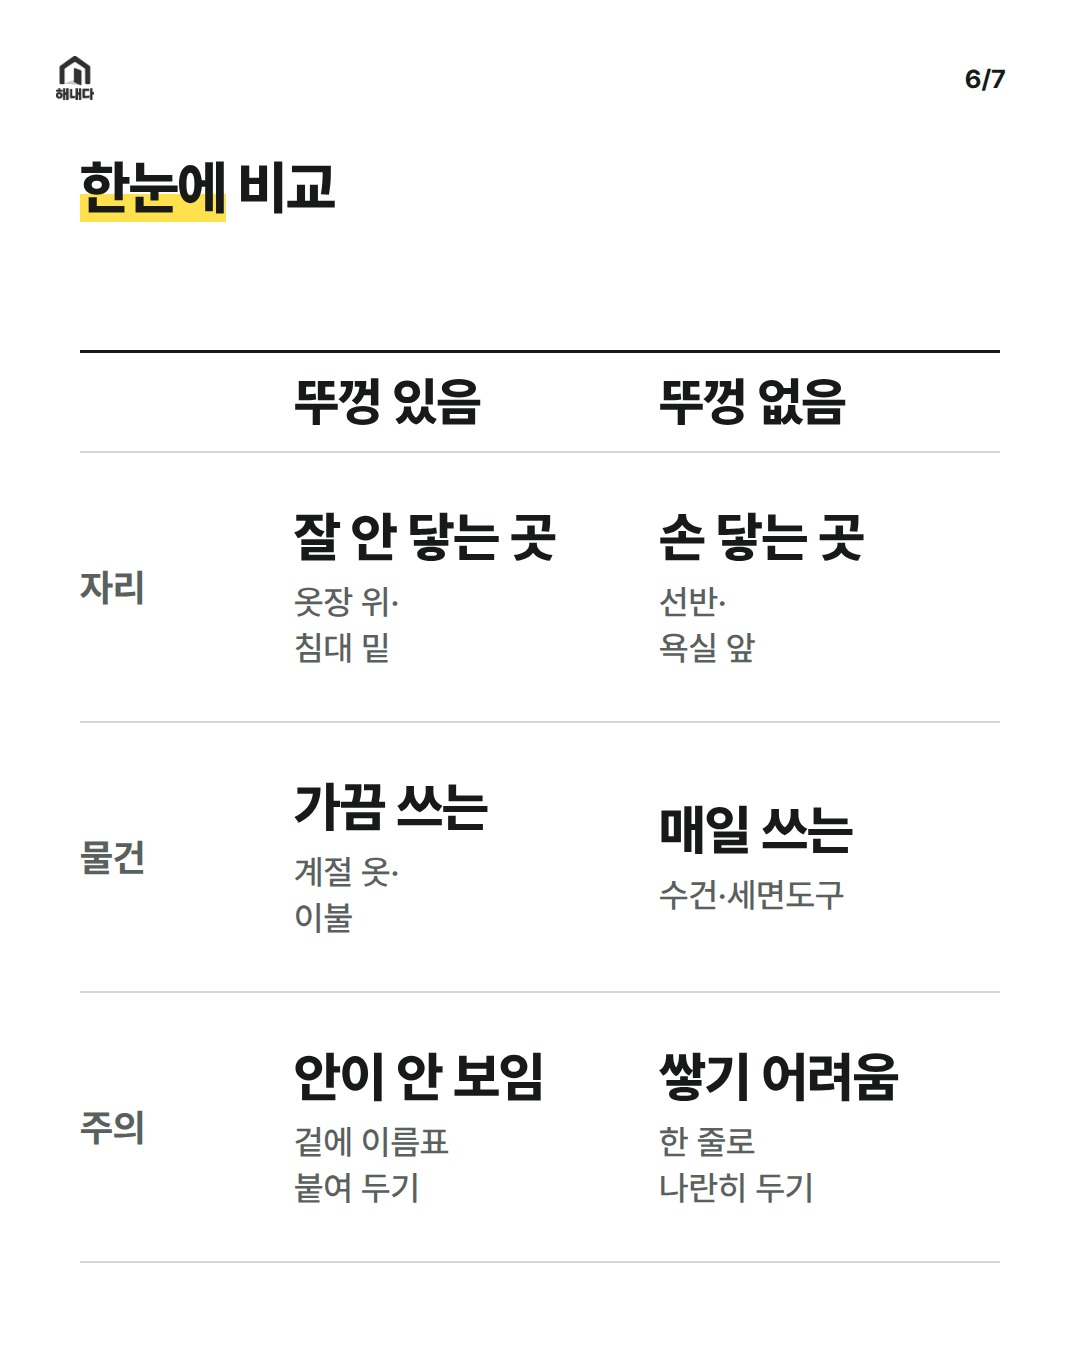 해내다
6/7
한눈에 비교
뚜껑 있음
뚜껑 없음
자리
잘 안 닿는 곳
옷장 위·
침대 밑
손 닿는 곳
선반·
욕실 앞
물건
가끔 쓰는
계절 옷·
이불
매일 쓰는
수건·세면도구
주의
안이 안 보임
겉에 이름표
붙여 두기
쌓기 어려움
한 줄로
나란히 두기